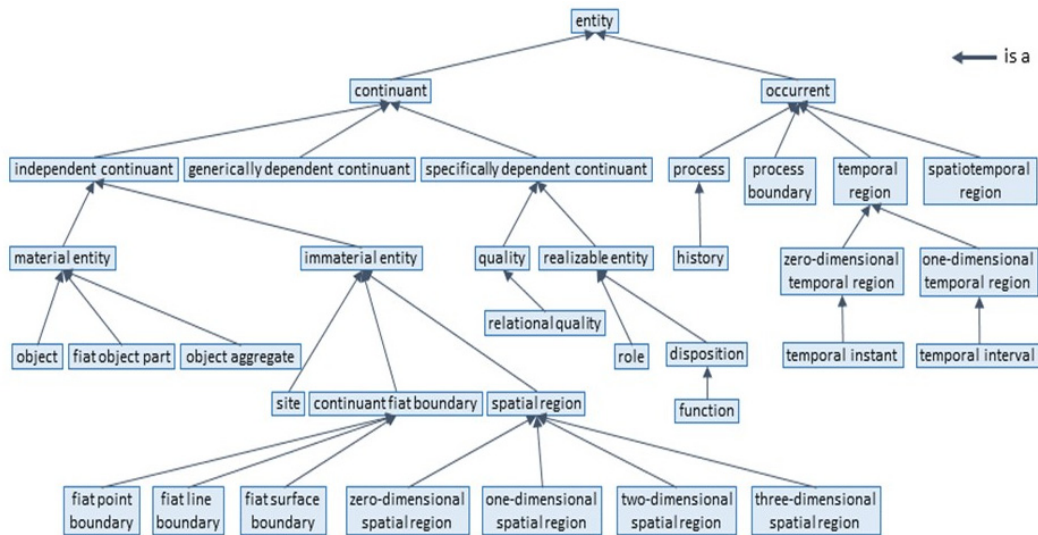 entity
is a
continuant
occurrent
independent continuant
generically dependent continuant
specifically dependent continuant
process
process
boundary
temporal
region
spatiotemporal
region
material entity
immaterial entity
quality
realizable entity
history
zero-dimensional
temporal region
one-dimensional
temporal region
relational quality
object
fiat object part
object aggregate
role
disposition
temporal instant
temporal interval
site
continuant fiat boundary
spatial region
function
fiat point
boundary
fiat line
boundary
fiat surface
boundary
zero-dimensional
spatial region
one-dimensional
spatial region
two-dimensional
spatial region
three-dimensional
spatial region